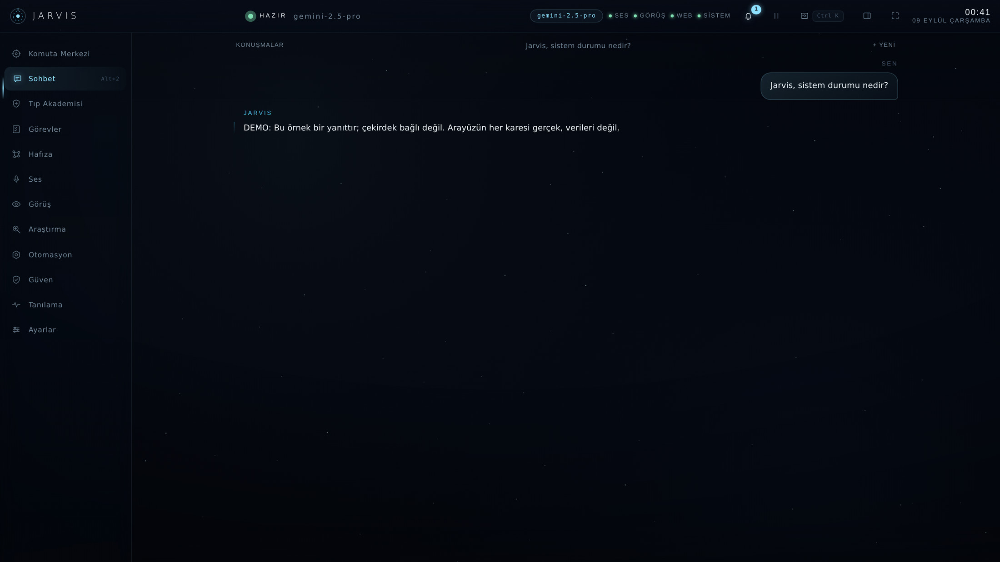 JARVIS
HAZIR gemini-2.5-pro
gemini-2.5-pro SES GÖRÜŞ WEB SİSTEM
1
Ctrl K
00:41
09 EYLÜL ÇARŞAMBA
Komuta Merkezi
Sohbet Alt+2
Tıp Akademisi
Görevler
Hafıza
Ses
Görüş
Araştırma
Otomasyon
Güven
Tanılama
Ayarlar
KONUŞMALAR
Jarvis, sistem durumu nedir?
+ YENİ
SEN
Jarvis, sistem durumu nedir?
JARVIS
DEMO: Bu örnek bir yanıttır; çekirdek bağlı değil. Arayüzün her karesi gerçek, verileri değil.